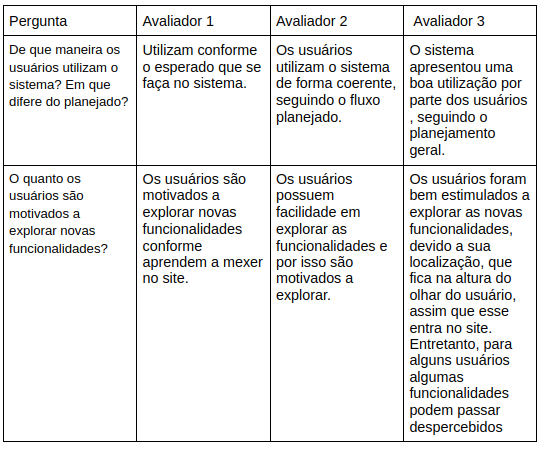 Pergunta
Avaliador 1
Avaliador 2
Avaliador 3
De que maneira os
usuários utilizam o
sistema? Em que
difere do planejado?
Utilizam conforme
o esperado que se
faça no sistema.
Os usuários
utilizam o sistema
de forma coerente,
seguindo o fluxo
planejado.
O sistema
apresentou uma
boa utilização por
parte dos usuários
, seguindo o
planejamento
geral.
O quanto os
usuários são
motivados a
explorar novas
funcionalidades?
Os usuários são
motivados a
explorar novas
funcionalidades
conforme
aprendem a mexer
no site.
Os usuários
possuem
facilidade em
explorar as
funcionalidades e
por isso são
motivados a
explorar.
Os usuários foram
bem estimulados a
explorar as novas
funcionalidades,
devido a sua
localização, que
fica na altura do
olhar do usuário,
assim que esse
entra no site.
Entretanto, para
alguns usuários
algumas
funcionalidades
podem passar
despercebidos